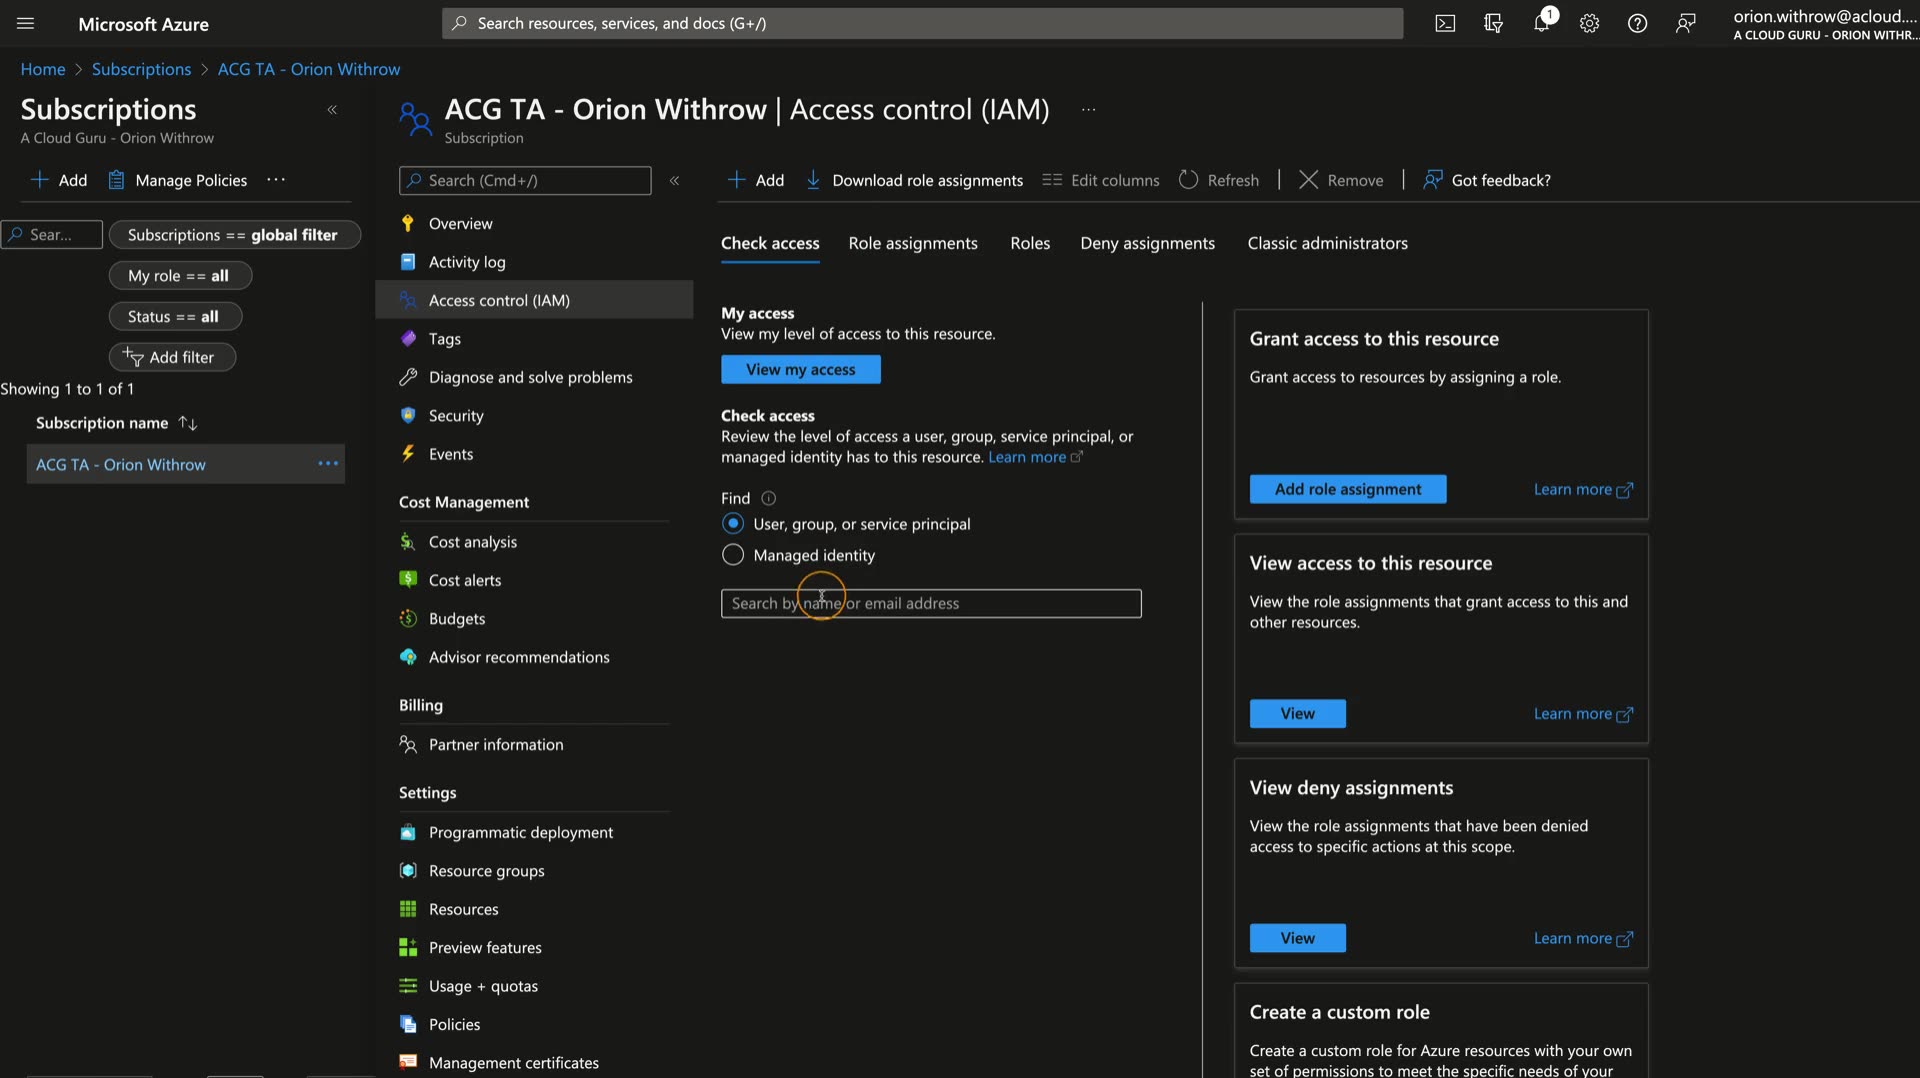 Microsoft Azure
Search resources, services, and docs (G+/)
1
orion.withrow@acloud....
A CLOUD GURU - ORION WITHR...
Home > Subscriptions > ACG TA - Orion Withrow
Subscriptions
A Cloud Guru - Orion Withrow
Add
Manage Policies
Sear...
Subscriptions == global filter
My role == all
Status == all
Add filter
Showing 1 to 1 of 1
Subscription name
ACG TA - Orion Withrow
ACG TA - Orion Withrow | Access control (IAM)
Subscription
Search (Cmd+/)
Overview
Activity log
Access control (IAM)
Tags
Diagnose and solve problems
Security
Events
Cost Management
Cost analysis
Cost alerts
Budgets
Advisor recommendations
Billing
Partner information
Settings
Programmatic deployment
Resource groups
Resources
Preview features
Usage + quotas
Policies
Management certificates
Add
Download role assignments
Edit columns
Refresh
Remove
Got feedback?
Check access
Role assignments
Roles
Deny assignments
Classic administrators
My access
View my level of access to this resource.
View my access
Check access
Review the level of access a user, group, service principal, or
managed identity has to this resource. Learn more
Find
User, group, or service principal
Managed identity
Search by name or email address
Grant access to this resource
Grant access to resources by assigning a role.
Add role assignment
Learn more
View access to this resource
View the role assignments that grant access to this and
other resources.
View
Learn more
View deny assignments
View the role assignments that have been denied
access to specific actions at this scope.
View
Learn more
Create a custom role
Create a custom role for Azure resources with your own
set of permissions to meet the specific needs of your